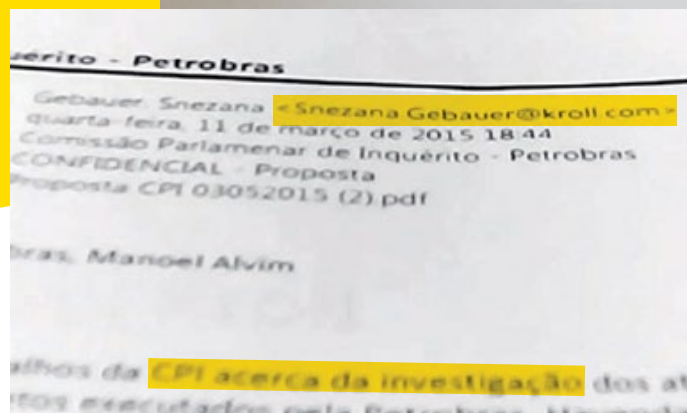 uérito - Petrobras
Gebauer, Snezana <Snezana.Gebauer@kroll.com>
quarta-feira, 11 de março de 2015 18:44
Comissão Parlamenar de Inquérito - Petrobras
CONFIDENCIAL - Proposta
Proposta CPI 03052015 (2).pdf
bras, Manoel Alvim
alhos da CPI acerca da investigação dos at
tos executados pela Petrobras